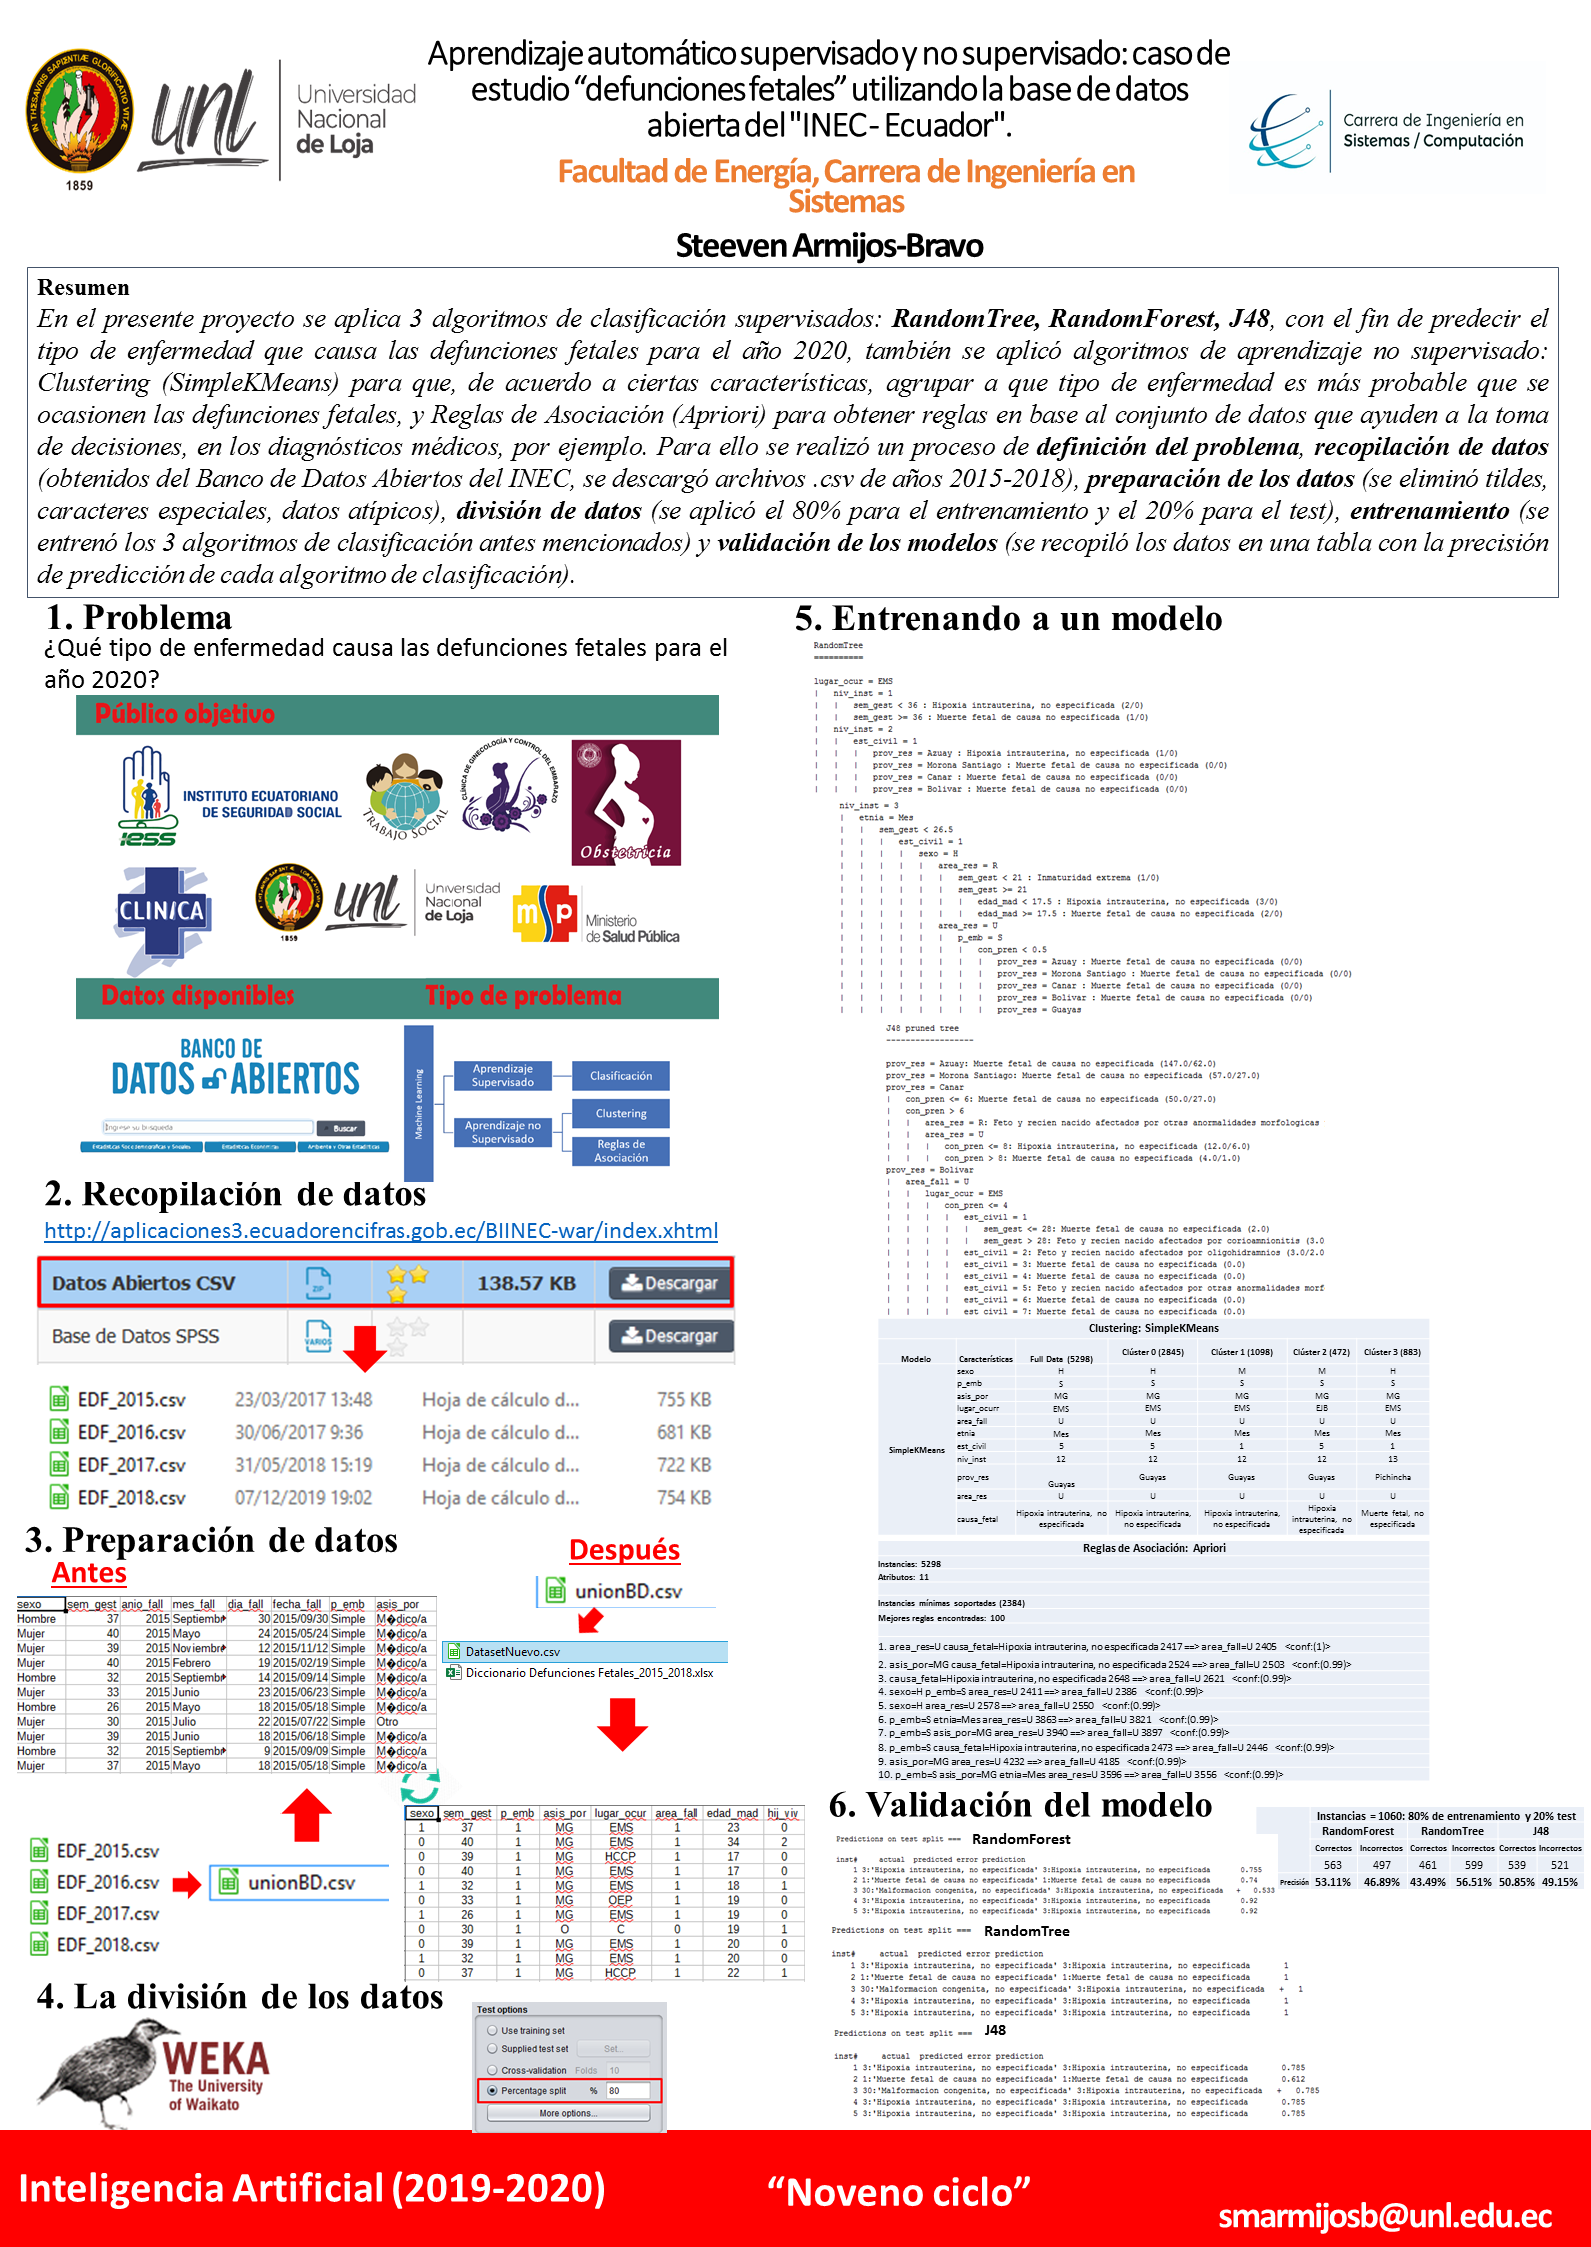 Aprendizaje automático supervisado y no supervisado: caso de
estudio “defunciones fetales” utilizando la base de datos
abierta del "INEC - Ecuador".
Facultad de Energía, Carrera de Ingeniería en
Sistemas
Steeven Armijos-Bravo
1859
unl
Universidad
Nacional
de Loja
Carrera de Ingeniería en
Sistemas / Computación
Resumen
En el presente proyecto se aplica 3 algoritmos de clasificación supervisados: RandomTree, RandomForest, J48, con el fin de predecir el
tipo de enfermedad que causa las defunciones fetales para el año 2020, también se aplicó algoritmos de aprendizaje no supervisado:
Clustering (SimpleKMeans) para que, de acuerdo a ciertas características, agrupar a que tipo de enfermedad es más probable que se
ocasionen las defunciones fetales, y Reglas de Asociación (Apriori) para obtener reglas en base al conjunto de datos que ayuden a la toma
de decisiones, en los diagnósticos médicos, por ejemplo. Para ello se realizó un proceso de definición del problema, recopilación de datos
(obtenidos del Banco de Datos Abiertos del INEC, se descargó archivos .csv de años 2015-2018), preparación de los datos (se eliminó tildes,
caracteres especiales, datos atípicos), división de datos (se aplicó el 80% para el entrenamiento y el 20% para el test), entrenamiento (se
entrenó los 3 algoritmos de clasificación antes mencionados) y validación de los modelos (se recopiló los datos en una tabla con la precisión
de predicción de cada algoritmo de clasificación).
1. Problema
¿Qué tipo de enfermedad causa las defunciones fetales para el
año 2020?
Público objetivo
iess
INSTITUTO ECUATORIANO
DE SEGURIDAD SOCIAL
TRABAJO SOCIAL
CLÍNICA DE GINECOLOGÍA Y CONTROL DEL EMBARAZO
Obstetricia
CLINICA
1859
unl
Universidad
Nacional
de Loja
msp
Ministerio
de Salud Pública
Datos disponibles Tipo de problema
BANCO DE
DATOS ABIERTOS
Ingrese su búsqueda
Buscar
Estadísticas Sociodemográficas y Sociales Estadísticas Económicas Ambiente y Otras Estadísticas
Machine Learning
Aprendizaje
Supervisado
Clasificación
Aprendizaje no
Supervisado
Clustering
Reglas de
Asociación
2. Recopilación de datos
http://aplicaciones3.ecuadorencifras.gob.ec/BIINEC-war/index.xhtml
Datos Abiertos CSV ZIP 138.57 KB Descargar
Base de Datos SPSS VARIOS Descargar
EDF_2015.csv 23/03/2017 13:48 Hoja de cálculo d... 755 KB
EDF_2016.csv 30/06/2017 9:36 Hoja de cálculo d... 681 KB
EDF_2017.csv 31/05/2018 15:19 Hoja de cálculo d... 722 KB
EDF_2018.csv 07/12/2019 19:02 Hoja de cálculo d... 754 KB
3. Preparación de datos
Antes
sexo sem_gest anio_fall mes_fall dia_fall fecha_fall p_emb asis_por
Hombre 37 2015 Septiembr 30 2015/09/30 Simple M�dico/a
Mujer 40 2015 Mayo 24 2015/05/24 Simple M�dico/a
Mujer 39 2015 Noviembre 12 2015/11/12 Simple M�dico/a
Mujer 40 2015 Febrero 19 2015/02/19 Simple M�dico/a
Hombre 32 2015 Septiembr 14 2015/09/14 Simple M�dico/a
Mujer 33 2015 Junio 23 2015/06/23 Simple M�dico/a
Hombre 26 2015 Mayo 18 2015/05/18 Simple M�dico/a
Mujer 30 2015 Julio 22 2015/07/22 Simple Otro
Mujer 39 2015 Junio 18 2015/06/18 Simple M�dico/a
Hombre 32 2015 Septiembr 9 2015/09/09 Simple M�dico/a
Mujer 37 2015 Mayo 18 2015/05/18 Simple M�dico/a
EDF_2015.csv
EDF_2016.csv
EDF_2017.csv
EDF_2018.csv
unionBD.csv
Después
unionBD.csv
DatasetNuevo.csv
Diccionario Defunciones Fetales_2015_2018.xlsx
sexo sem_gest p_emb asis_por lugar_ocur area_fall edad_mad hij_viv
1 37 1 MG EMS 1 23 0
0 40 1 MG EMS 1 34 2
0 39 1 MG HCCP 1 17 0
0 40 1 MG EMS 1 17 0
1 32 1 MG EMS 1 18 1
0 33 1 MG OEP 1 19 0
1 26 1 MG EMS 1 19 0
0 30 1 O C 0 19 1
0 39 1 MG EMS 1 20 0
1 32 1 MG EMS 1 20 0
0 37 1 MG HCCP 1 22 1
4. La división de los datos
WEKA
The University
of Waikato
Test options
Use training set
Supplied test set Set...
Cross-validation Folds 10
Percentage split % 80
More options...
5. Entrenando a un modelo
RandomTree
==========
lugar_ocur = EMS
| niv_inst = 1
| | sem_gest < 36 : Hipoxia intrauterina, no especificada (2/0)
| | sem_gest >= 36 : Muerte fetal de causa no especificada (1/0)
| niv_inst = 2
| | est_civil = 1
| | | prov_res = Azuay : Hipoxia intrauterina, no especificada (1/0)
| | | prov_res = Morona Santiago : Muerte fetal de causa no especificada (0/0)
| | | prov_res = Canar : Muerte fetal de causa no especificada (0/0)
| | | prov_res = Bolivar : Muerte fetal de causa no especificada (0/0)
niv_inst = 3
| etnia = Mes
| | sem_gest < 26.5
| | | est_civil = 1
| | | | sexo = H
| | | | | area_res = R
| | | | | | sem_gest < 21 : Inmaturidad extrema (1/0)
| | | | | | sem_gest >= 21
| | | | | | | edad_mad < 17.5 : Hipoxia intrauterina, no especificada (3/0)
| | | | | | | edad_mad >= 17.5 : Muerte fetal de causa no especificada (2/0)
| | | | | area_res = U
| | | | | | p_emb = S
| | | | | | | con_pren < 0.5
| | | | | | | | prov_res = Azuay : Muerte fetal de causa no especificada (0/0)
| | | | | | | | prov_res = Morona Santiago : Muerte fetal de causa no especificada (0/0)
| | | | | | | | prov_res = Canar : Muerte fetal de causa no especificada (0/0)
| | | | | | | | prov_res = Bolivar : Muerte fetal de causa no especificada (0/0)
| | | | | | | | prov_res = Guayas
J48 pruned tree
------------------
prov_res = Azuay: Muerte fetal de causa no especificada (147.0/62.0)
prov_res = Morona Santiago: Muerte fetal de causa no especificada (57.0/27.0)
prov_res = Canar
| con_pren <= 6: Muerte fetal de causa no especificada (50.0/27.0)
| con_pren > 6
| | area_res = R: Feto y recien nacido afectados por otras anormalidades morfologicas
| | area_res = U
| | | con_pren <= 8: Hipoxia intrauterina, no especificada (12.0/6.0)
| | | con_pren > 8: Muerte fetal de causa no especificada (4.0/1.0)
prov_res = Bolivar
| area_fall = U
| | lugar_ocur = EMS
| | | con_pren <= 4
| | | | est_civil = 1
| | | | | sem_gest <= 28: Muerte fetal de causa no especificada (2.0)
| | | | | sem_gest > 28: Feto y recien nacido afectados por corioamnionitis (3.0
| | | | est_civil = 2: Feto y recien nacido afectados por oligohidramnios (3.0/2.0
| | | | est_civil = 3: Muerte fetal de causa no especificada (0.0)
| | | | est_civil = 4: Muerte fetal de causa no especificada (0.0)
| | | | est_civil = 5: Feto y recien nacido afectados por otras anormalidades morf
| | | | est_civil = 6: Muerte fetal de causa no especificada (0.0)
| | | | est civil = 7: Muerte fetal de causa no especificada (0.0)
Clustering: SimpleKMeans
Modelo Características Full Data (5298) Clúster 0 (2845) Clúster 1 (1098) Clúster 2 (472) Clúster 3 (883)
SimpleKMeans
sexo H H M M H
p_emb S S S S S
asis_por MG MG MG MG MG
lugar_ocurr EMS EMS EMS EJB EMS
area_fall U U U U U
etnia Mes Mes Mes Mes Mes
est_civil 5 5 1 5 1
niv_inst 12 12 12 12 13
prov_res Guayas Guayas Guayas Guayas Pichincha
area_res U U U U U
causa_fetal Hipoxia intrauterina, no especificada Hipoxia intrauterina, no especificada Hipoxia intrauterina, no especificada Hipoxia intrauterina, no especificada Muerte fetal, no especificada
Reglas de Asociación: Apriori
Instancias: 5298
Atributos: 11
Instancias mínimas soportadas (2384)
Mejores reglas encontradas: 100
1. area_res=U causa_fetal=Hipoxia intrauterina, no especificada 2417 ==> area_fall=U 2405 <conf:(1)>
2. asis_por=MG causa_fetal=Hipoxia intrauterina, no especificada 2524 ==> area_fall=U 2503 <conf:(0.99)>
3. causa_fetal=Hipoxia intrauterina, no especificada 2648 ==> area_fall=U 2621 <conf:(0.99)>
4. sexo=H p_emb=S area_res=U 2411 ==> area_fall=U 2386 <conf:(0.99)>
5. sexo=H area_res=U 2578 ==> area_fall=U 2550 <conf:(0.99)>
6. p_emb=S etnia=Mes area_res=U 3863 ==> area_fall=U 3821 <conf:(0.99)>
7. p_emb=S asis_por=MG area_res=U 3940 ==> area_fall=U 3897 <conf:(0.99)>
8. p_emb=S causa_fetal=Hipoxia intrauterina, no especificada 2473 ==> area_fall=U 2446 <conf:(0.99)>
9. asis_por=MG area_res=U 4232 ==> area_fall=U 4185 <conf:(0.99)>
10. p_emb=S asis_por=MG etnia=Mes area_res=U 3596 ==> area_fall=U 3556 <conf:(0.99)>
6. Validación del modelo
Instancias = 1060: 80% de entrenamiento y 20% test
RandomForest RandomTree J48
Correctos Incorrectos Correctos Incorrectos Correctos Incorrectos
563 497 461 599 539 521
Precisión 53.11% 46.89% 43.49% 56.51% 50.85% 49.15%
Predictions on test split === RandomForest
inst# actual predicted error prediction
1 3:'Hipoxia intrauterina, no especificada' 3:Hipoxia intrauterina, no especificada 0.755
2 1:'Muerte fetal de causa no especificada' 1:Muerte fetal de causa no especificada 0.74
3 30:'Malformacion congenita, no especificada' 3:Hipoxia intrauterina, no especificada + 0.533
4 3:'Hipoxia intrauterina, no especificada' 3:Hipoxia intrauterina, no especificada 0.92
5 3:'Hipoxia intrauterina, no especificada' 3:Hipoxia intrauterina, no especificada 0.92
Predictions on test split === RandomTree
inst# actual predicted error prediction
1 3:'Hipoxia intrauterina, no especificada' 3:Hipoxia intrauterina, no especificada 1
2 1:'Muerte fetal de causa no especificada' 1:Muerte fetal de causa no especificada 1
3 30:'Malformacion congenita, no especificada' 3:Hipoxia intrauterina, no especificada + 1
4 3:'Hipoxia intrauterina, no especificada' 3:Hipoxia intrauterina, no especificada 1
5 3:'Hipoxia intrauterina, no especificada' 3:Hipoxia intrauterina, no especificada 1
Predictions on test split === J48
inst# actual predicted error prediction
1 3:'Hipoxia intrauterina, no especificada' 3:Hipoxia intrauterina, no especificada 0.785
2 1:'Muerte fetal de causa no especificada' 1:Muerte fetal de causa no especificada 0.612
3 30:'Malformacion congenita, no especificada' 3:Hipoxia intrauterina, no especificada + 0.785
4 3:'Hipoxia intrauterina, no especificada' 3:Hipoxia intrauterina, no especificada 0.785
5 3:'Hipoxia intrauterina, no especificada' 3:Hipoxia intrauterina, no especificada 0.785
Inteligencia Artificial (2019-2020)
“Noveno ciclo”
smarmijosb@unl.edu.ec